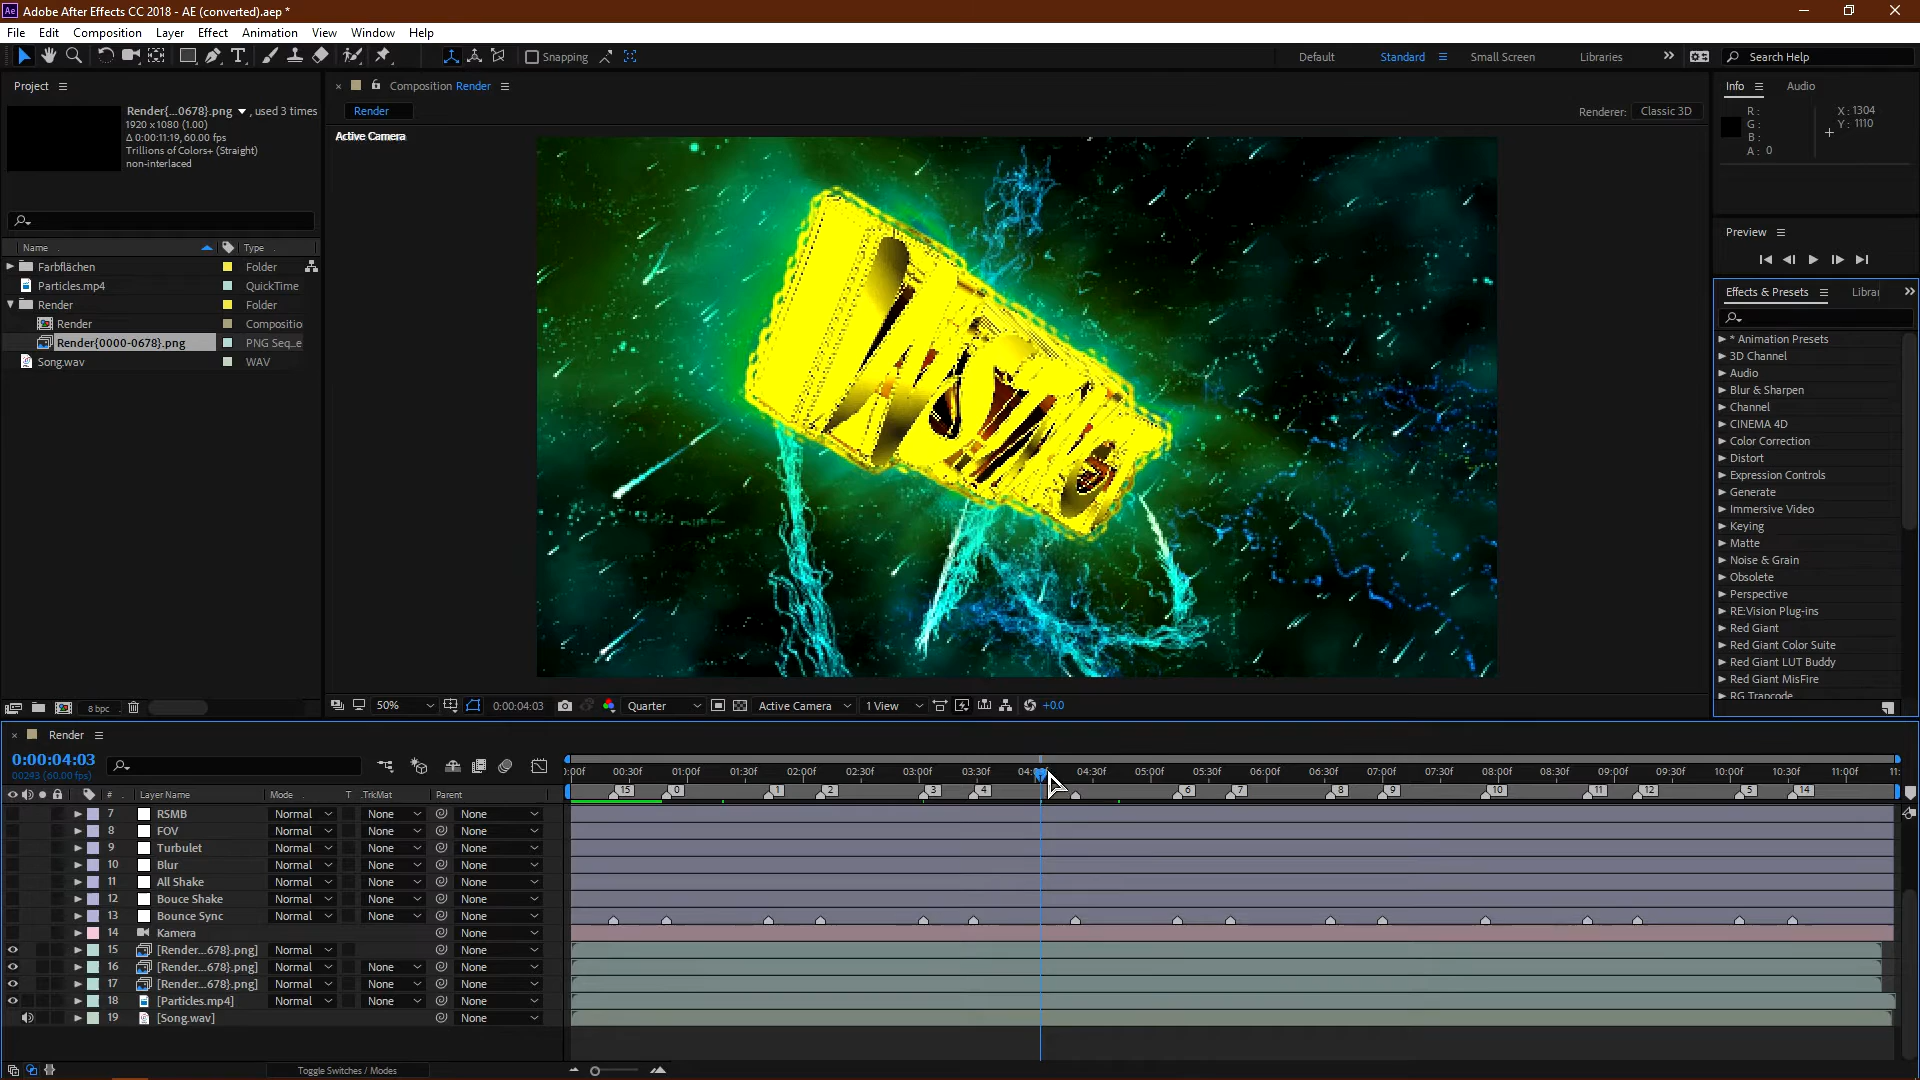 Ae Adobe After Effects CC 2018 - AE (converted).aep *
File Edit Composition Layer Effect Animation View Window Help
Snapping
Default Standard Small Screen Libraries Search Help
Project
Render{...0678}.png , used 3 times
1920 x 1080 (1.00)
Δ 0:00:11:19, 60.00 fps
Trillions of Colors+ (Straight)
non-interlaced
Name Type
Farbflächen Folder
Particles.mp4 QuickTime
Render Folder
Render Compositio
Render{0000-0678}.png PNG Seq...e
Song.wav WAV
8 bpc
Composition Render
Render
Renderer: Classic 3D
Active Camera
50% 0:00:04:03 Quarter Active Camera 1 View +0.0
Info Audio
R: X: 1304
G: Y: 1110
B:
A: 0
Preview
Effects & Presets Librar
* Animation Presets
3D Channel
Audio
Blur & Sharpen
Channel
CINEMA 4D
Color Correction
Distort
Expression Controls
Generate
Immersive Video
Keying
Matte
Noise & Grain
Obsolete
Perspective
RE:Vision Plug-ins
Red Giant
Red Giant Color Suite
Red Giant LUT Buddy
Red Giant MisFire
RG Trapcode
Render
0:00:04:03
00243 (60.00 fps)
:00f 00:30f 01:00f 01:30f 02:00f 02:30f 03:00f 03:30f 04:00f 04:30f 05:00f 05:30f 06:00f 06:30f 07:00f 07:30f 08:00f 08:30f 09:00f 09:30f 10:00f 10:30f 11:00f 11:
15 0 1 2 3 4 6 7 8 9 10 11 12 5 14
# Layer Name Mode T .TrkMat Parent
7 RSMB Normal None None
8 FOV Normal None None
9 Turbulet Normal None None
10 Blur Normal None None
11 All Shake Normal None None
12 Bouce Shake Normal None None
13 Bounce Sync Normal None None
14 Kamera None
15 [Render...678}.png] Normal None
16 [Render...678}.png] Normal None None
17 [Render...678}.png] Normal None None
18 [Particles.mp4] Normal None None
19 [Song.wav] None
Toggle Switches / Modes